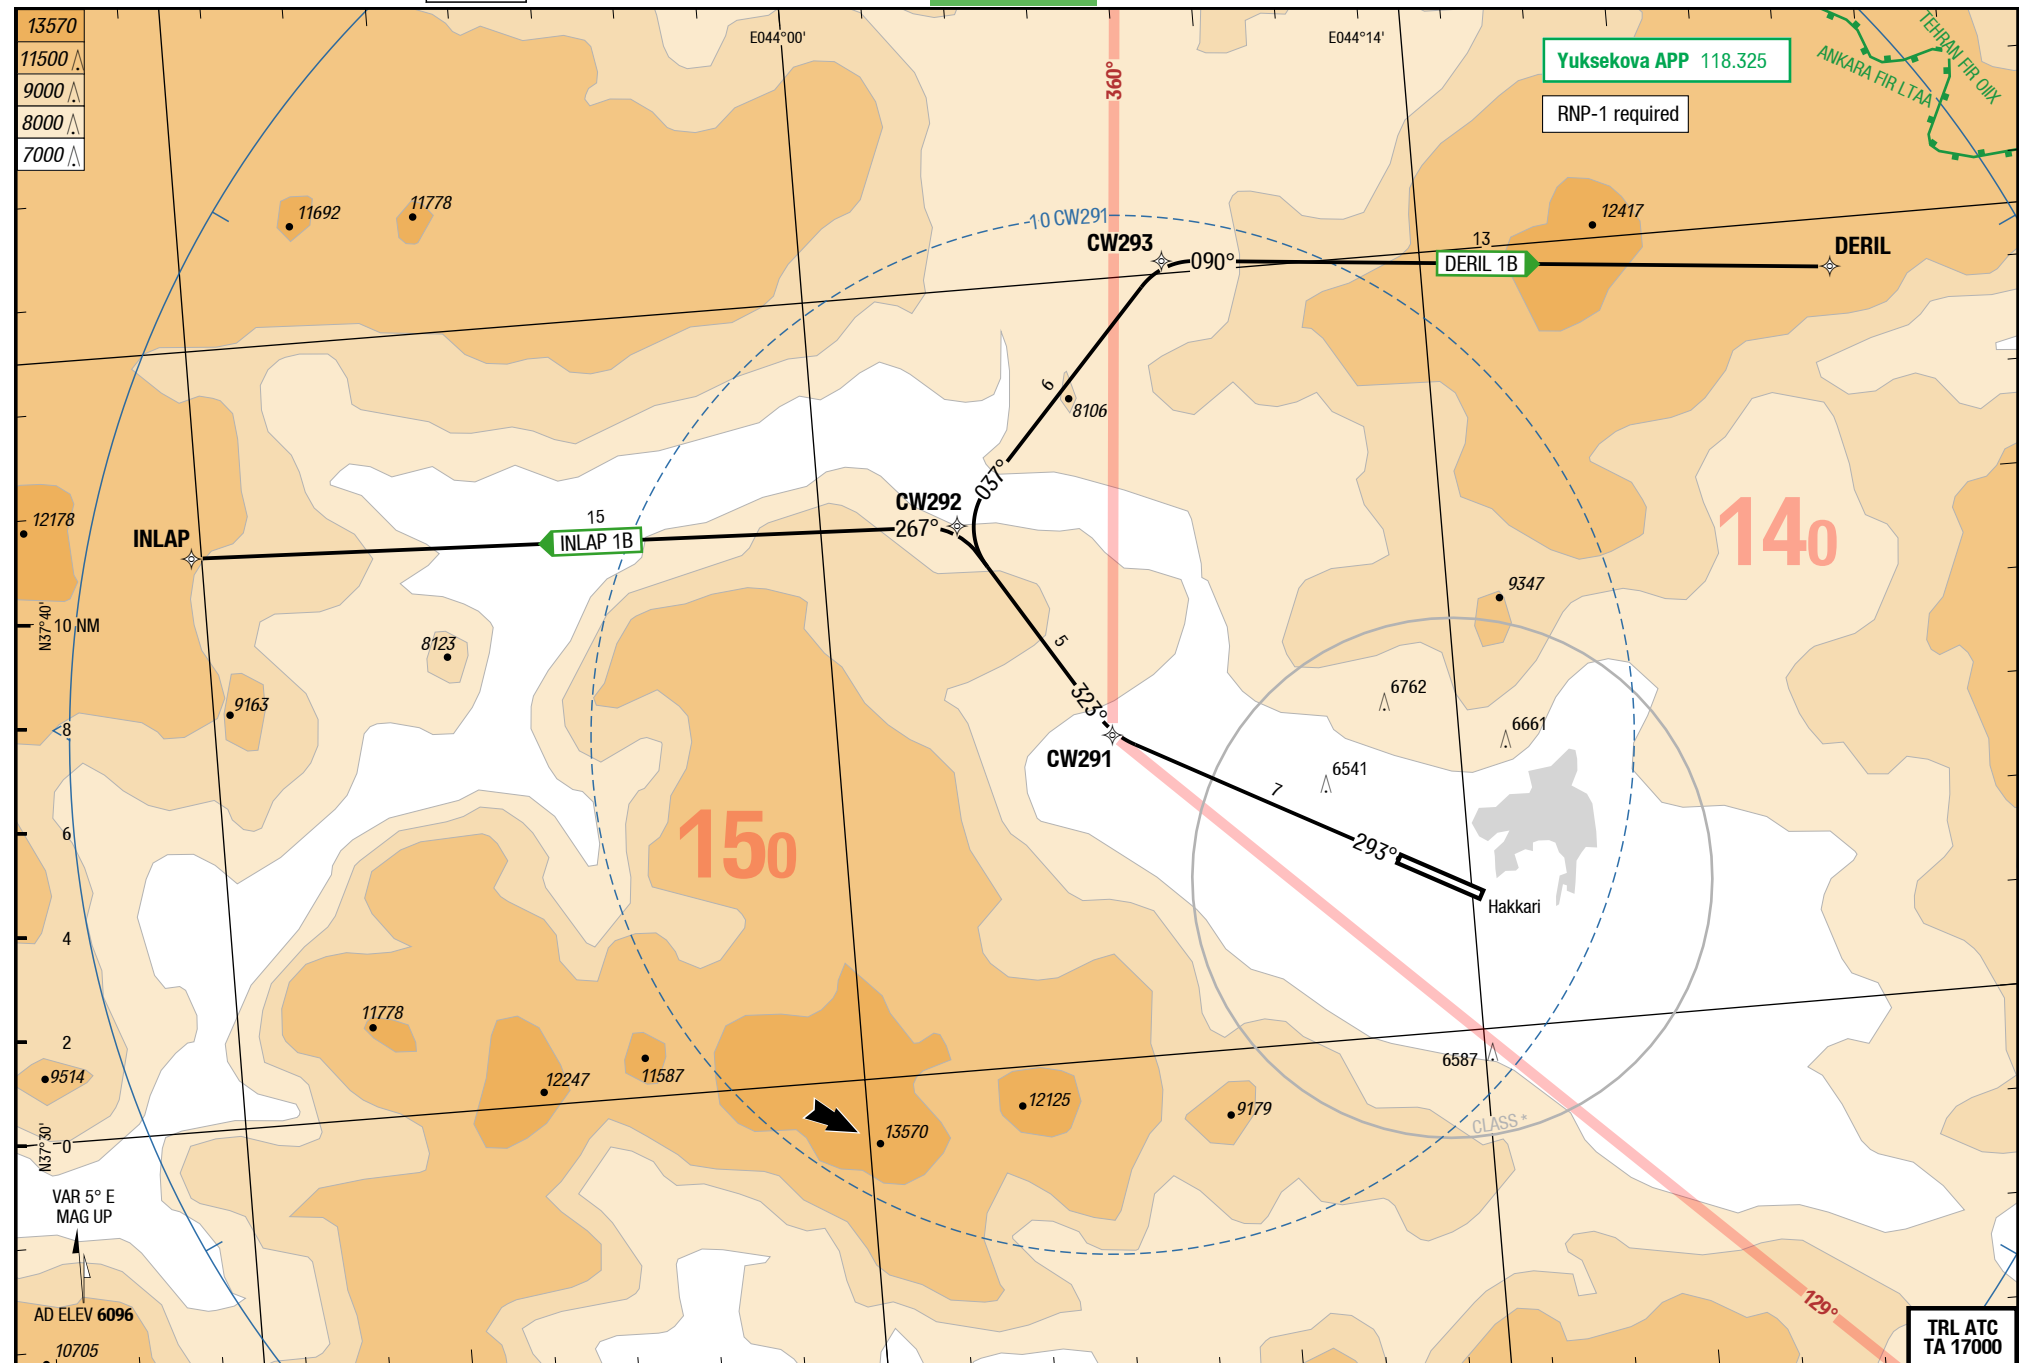 13570
11500
9000
8000
7000
E044°00'
E044°14'
360°
Yuksekova APP 118.325
RNP-1 required
TEHRAN FIR OIIX
ANKARA FIR LTAA
11692
11778
12417
10 CW291
CW293
090°
13
DERIL 1B
DERIL
6
8106
037°
CW292
267°
15
INLAP 1B
INLAP
12178
140
9347
N37°40'
10 NM
8123
5
323°
9163
6762
6661
8
CW291
6541
7
293°
150
6
Hakkari
4
11778
2
6587
9514
12247
11587
12125
9179
CLASS *
13570
N37°30'
0
VAR 5° E
MAG UP
AD ELEV 6096
10705
129°
TRL ATC
TA 17000